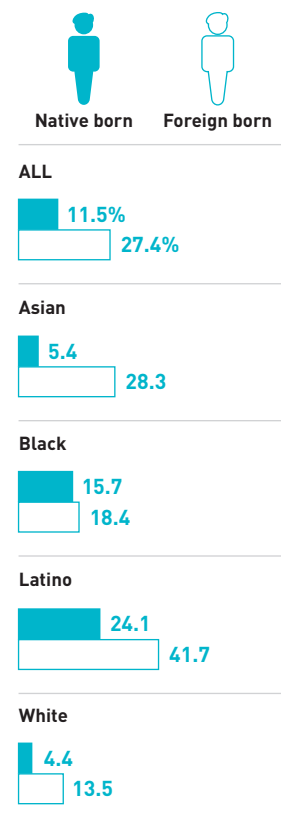 Native born Foreign born
ALL
11.5%
27.4%
Asian
5.4
28.3
Black
15.7
18.4
Latino
24.1
41.7
White
4.4
13.5